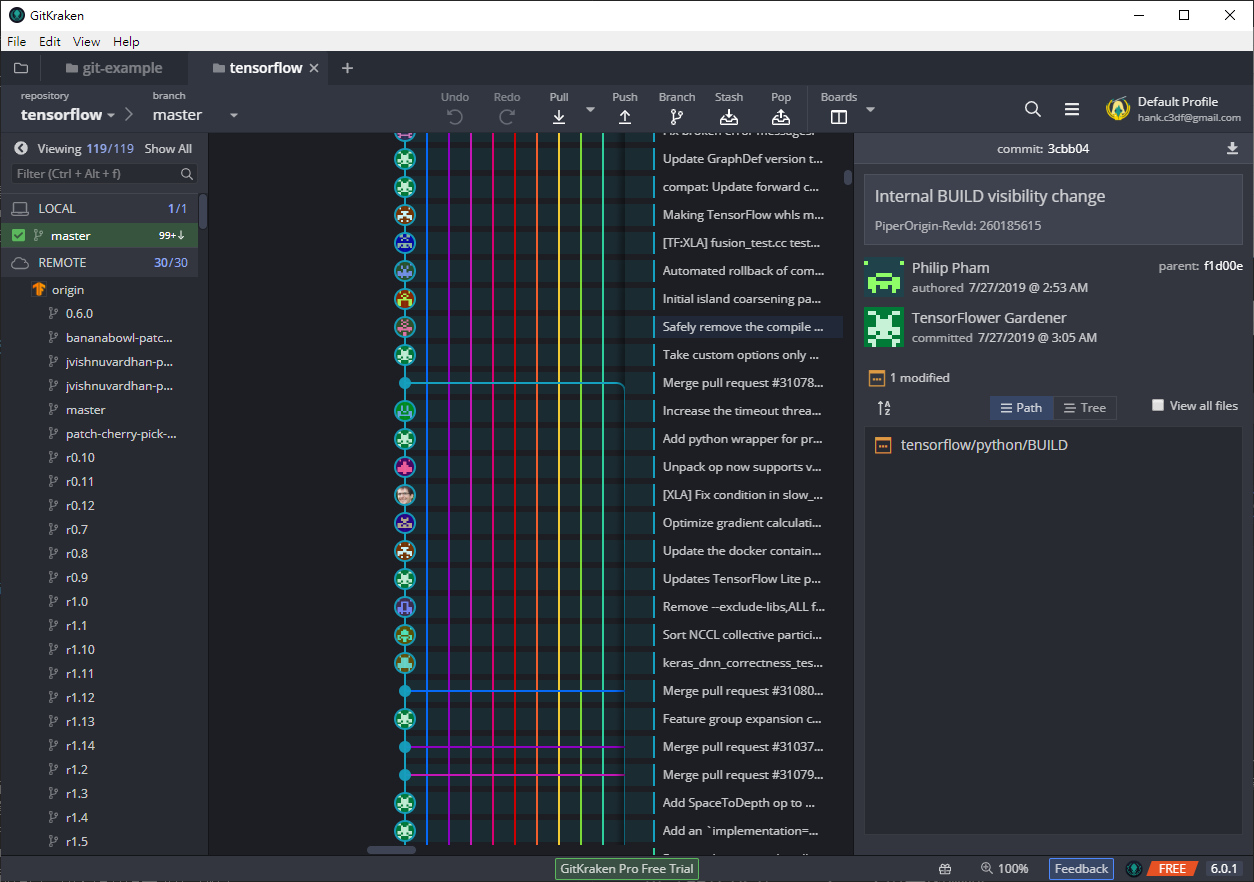 GitKraken
File Edit View Help
git-example
tensorflow
repository
tensorflow
branch
master
Undo
Redo
Pull
Push
Branch
Stash
Pop
Boards
Default Profile
hank.c3df@gmail.com
Viewing 119/119 Show All
Filter (Ctrl + Alt + f)
LOCAL 1/1
master 99+↓
REMOTE 30/30
origin
0.6.0
bananabowl-patc...
jvishnuvardhan-p...
jvishnuvardhan-p...
master
patch-cherry-pick-...
r0.10
r0.11
r0.12
r0.7
r0.8
r0.9
r1.0
r1.1
r1.10
r1.11
r1.12
r1.13
r1.14
r1.2
r1.3
r1.4
r1.5
Fix broken error messages.
Update GraphDef version t...
compat: Update forward c...
Making TensorFlow whls m...
[TF:XLA] fusion_test.cc test...
Automated rollback of com...
Initial island coarsening pa...
Safely remove the compile ...
Take custom options only ...
Merge pull request #31078...
Increase the timeout threa...
Add python wrapper for pr...
Unpack op now supports v...
[XLA] Fix condition in slow_...
Optimize gradient calculati...
Update the docker contain...
Updates TensorFlow Lite p...
Remove --exclude-libs,ALL f...
Sort NCCL collective partici...
keras_dnn_correctness_tes...
Merge pull request #31080...
Feature group expansion c...
Merge pull request #31037...
Merge pull request #31079...
Add SpaceToDepth op to ...
Add an `implementation=...
commit: 3cbb04
Internal BUILD visibility change
PiperOrigin-RevId: 260185615
Philip Pham
authored 7/27/2019 @ 2:53 AM
parent: f1d00e
TensorFlower Gardener
committed 7/27/2019 @ 3:05 AM
1 modified
Path
Tree
View all files
tensorflow/python/BUILD
GitKraken Pro Free Trial
100%
Feedback
FREE
6.0.1